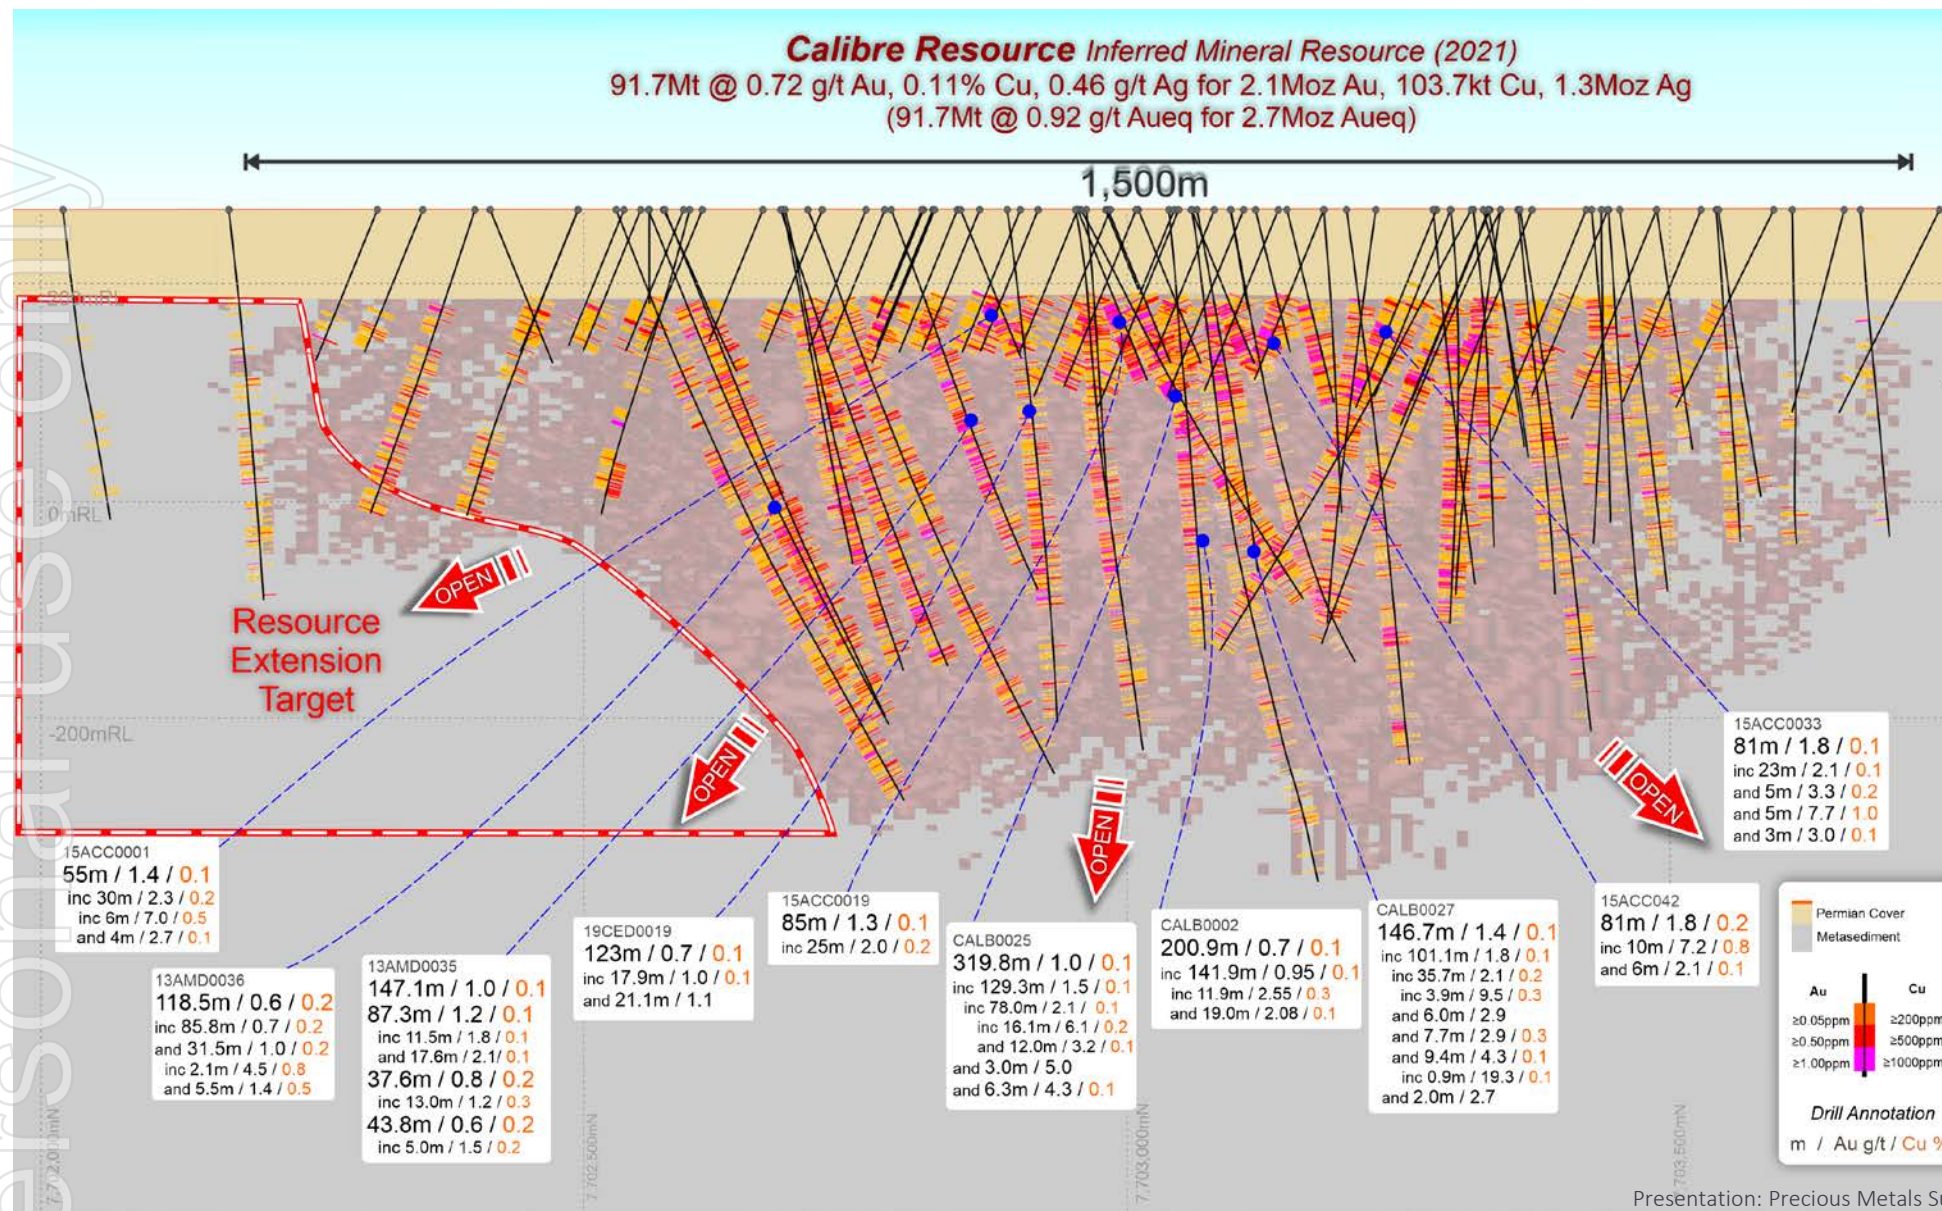 Calibre Resource Inferred Mineral Resource (2021)
91.7Mt @ 0.72 g/t Au, 0.11% Cu, 0.46 g/t Ag for 2.1Moz Au, 103.7kt Cu, 1.3Moz Ag
(91.7Mt @ 0.92 g/t Aueq for 2.7Moz Aueq)
1,500m
200mRL
0mRL
-200mRL
OPEN
Resource
Extension
Target
OPEN
OPEN
OPEN
15ACC0001
55m / 1.4 / 0.1
inc 30m / 2.3 / 0.2
inc 6m / 7.0 / 0.5
and 4m / 2.7 / 0.1
13AMD0036
118.5m / 0.6 / 0.2
inc 85.8m / 0.7 / 0.2
and 31.5m / 1.0 / 0.2
inc 2.1m / 4.5 / 0.8
and 5.5m / 1.4 / 0.5
13AMD0035
147.1m / 1.0 / 0.1
87.3m / 1.2 / 0.1
inc 11.5m / 1.8 / 0.1
and 17.6m / 2.1/ 0.1
37.6m / 0.8 / 0.2
inc 13.0m / 1.2 / 0.3
43.8m / 0.6 / 0.2
inc 5.0m / 1.5 / 0.2
19CED0019
123m / 0.7 / 0.1
inc 17.9m / 1.0 / 0.1
and 21.1m / 1.1
15ACC0019
85m / 1.3 / 0.1
inc 25m / 2.0 / 0.2
CALB0025
319.8m / 1.0 / 0.1
inc 129.3m / 1.5 / 0.1
inc 78.0m / 2.1 / 0.1
inc 16.1m / 6.1 / 0.2
and 12.0m / 3.2 / 0.1
and 3.0m / 5.0
and 6.3m / 4.3 / 0.1
CALB0002
200.9m / 0.7 / 0.1
inc 141.9m / 0.95 / 0.1
inc 11.9m / 2.55 / 0.3
and 19.0m / 2.08 / 0.1
CALB0027
146.7m / 1.4 / 0.1
inc 101.1m / 1.8 / 0.1
inc 35.7m / 2.1 / 0.2
inc 3.9m / 9.5 / 0.3
and 6.0m / 2.9
and 7.7m / 2.9 / 0.3
and 9.4m / 4.3 / 0.1
inc 0.9m / 19.3 / 0.1
and 2.0m / 2.7
15ACC042
81m / 1.8 / 0.2
inc 10m / 7.2 / 0.8
and 6m / 2.1 / 0.1
15ACC0033
81m / 1.8 / 0.1
inc 23m / 2.1 / 0.1
and 5m / 3.3 / 0.2
and 5m / 7.7 / 1.0
and 3m / 3.0 / 0.1
Permian Cover
Metasediment
Au Cu
≥0.05ppm ≥200ppm
≥0.50ppm ≥500ppm
≥1.00ppm ≥1000ppm
Drill Annotation
m / Au g/t / Cu %
7,702,000mN
7,702,500mN
7,703,000mN
7,703,500mN
Presentation: Precious Metals Su
ersonal use only